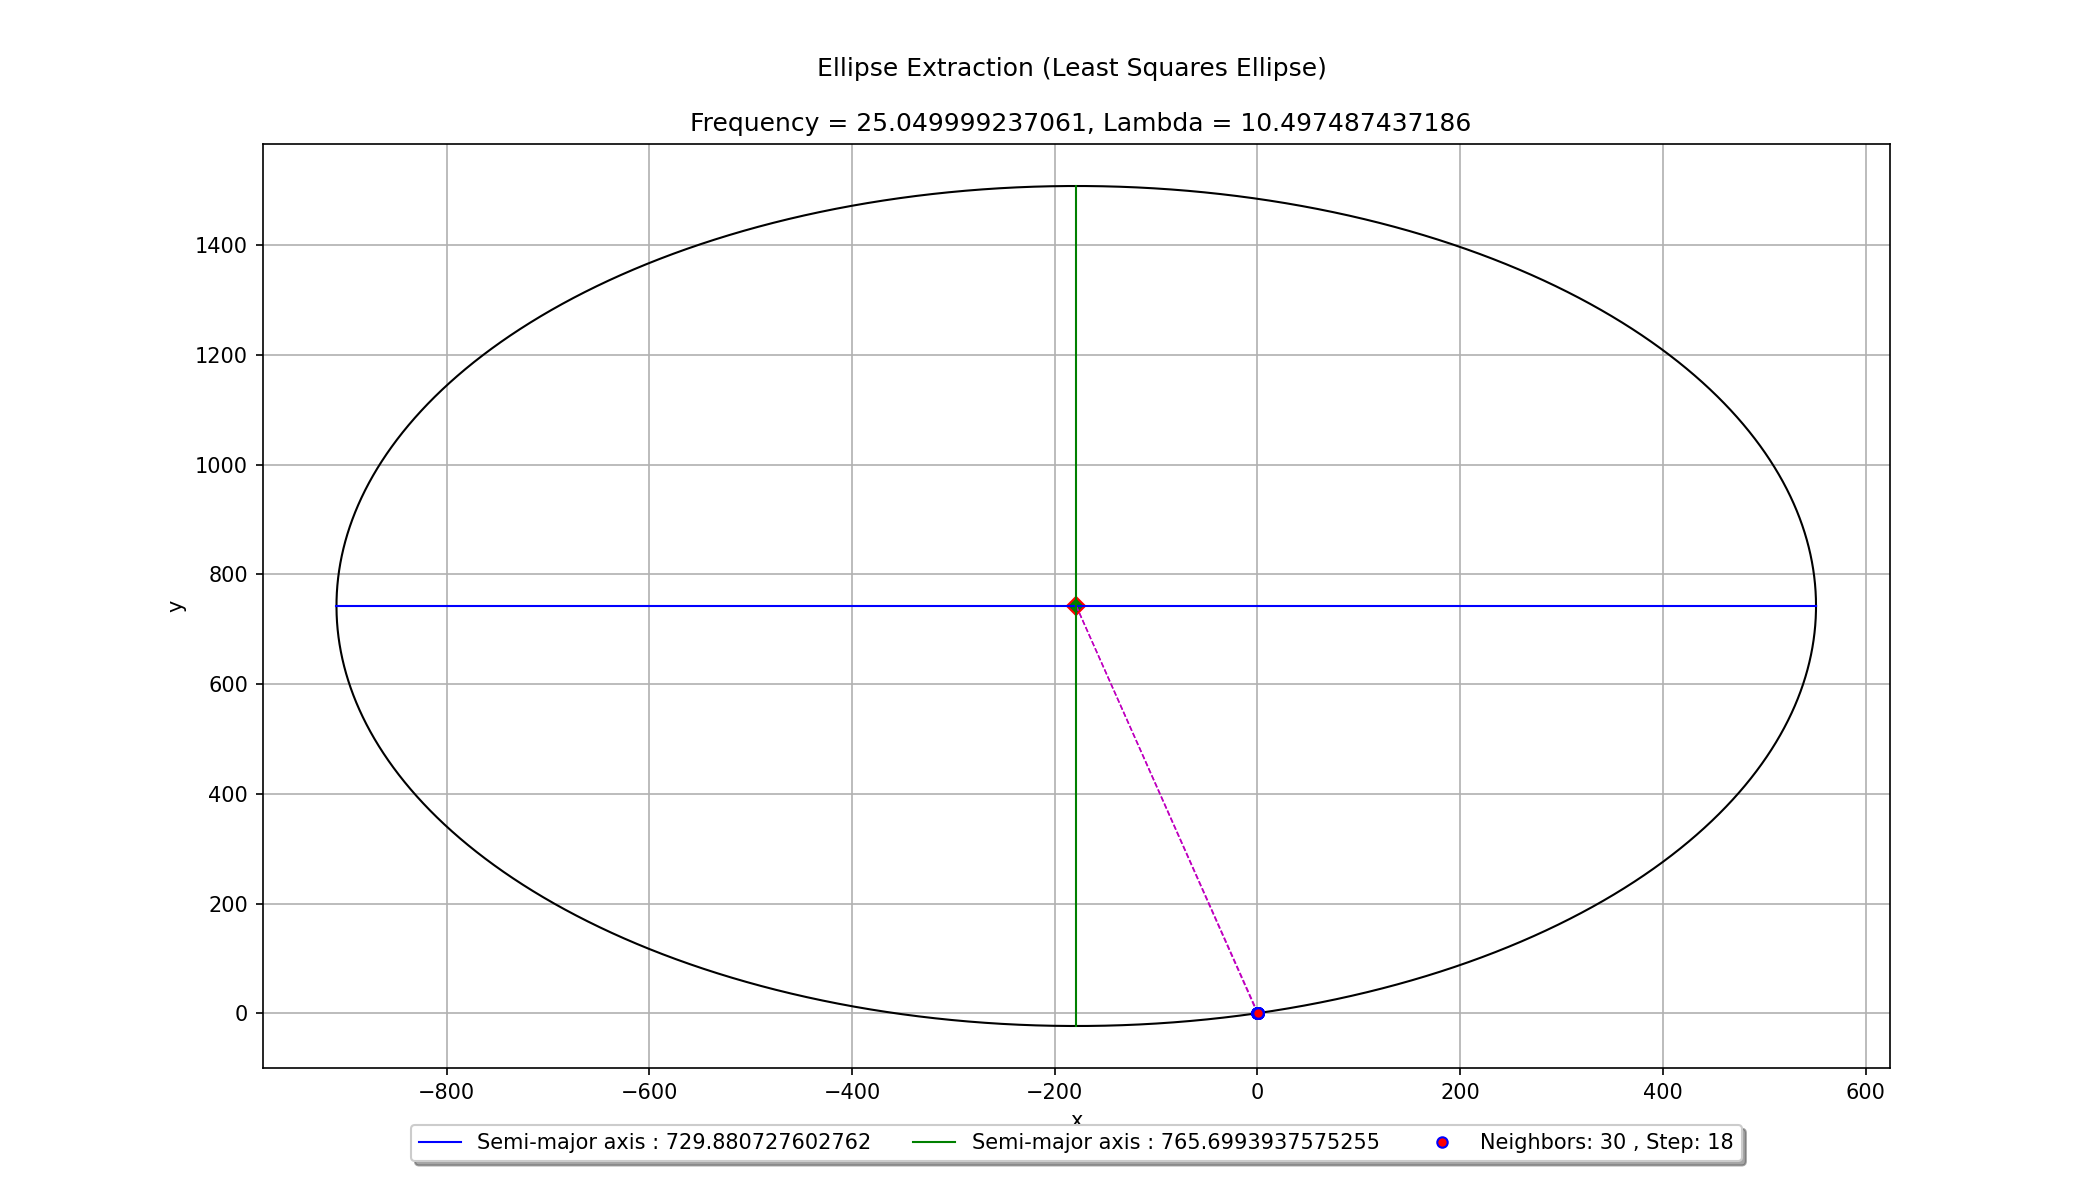 Ellipse Extraction (Least Squares Ellipse)
Frequency = 25.049999237061, Lambda = 10.497487437186
1400
1200
1000
800
600
400
200
0
y
−800 −600 −400 −200 0 200 400 600
x
Semi-major axis : 729.880727602762 Semi-major axis : 765.6993937575255 Neighbors: 30 , Step: 18